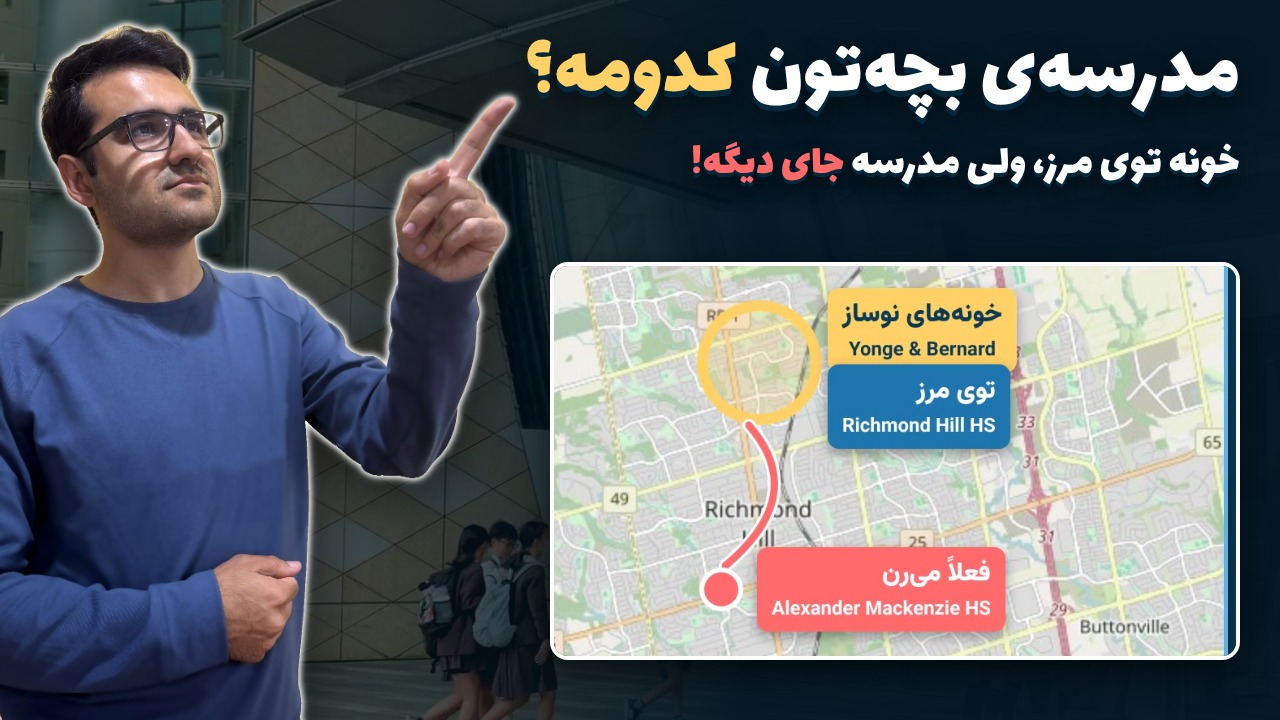 مدرسه‌ی بچه‌تون کدومه؟
خونه توی مرز، ولی مدرسه جای دیگه!
خونه‌های نوساز
Yonge & Bernard
توی مرز
Richmond Hill HS
33
65
31
49
Richmond
25
31
فعلاً می‌رن
Alexander Mackenzie HS
29
Buttonville